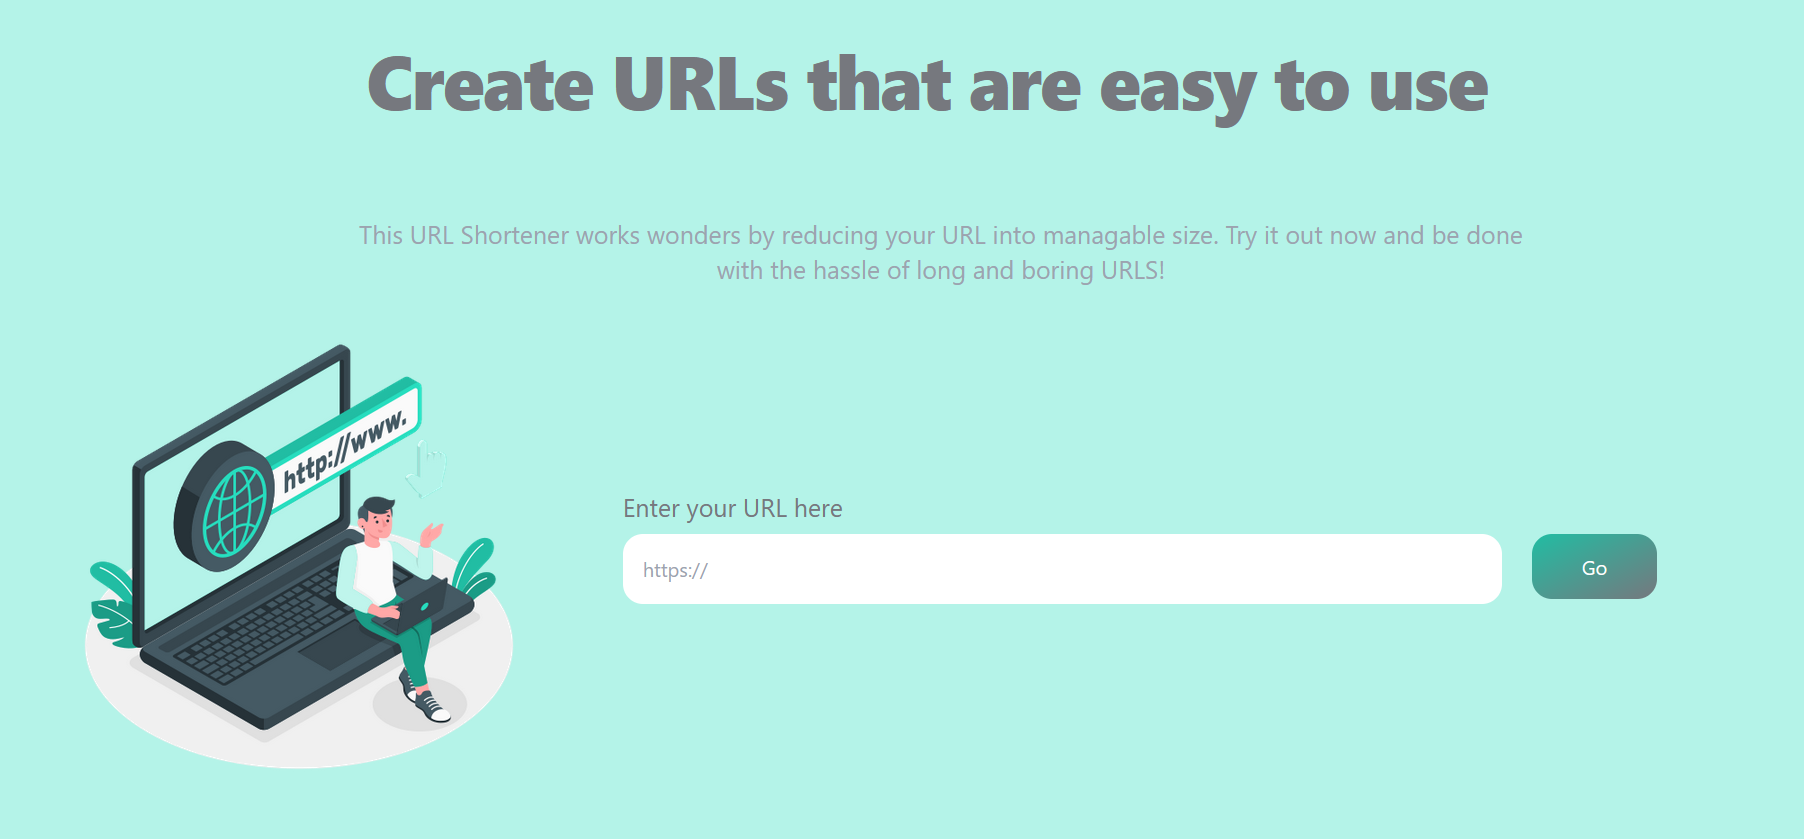 Create URLs that are easy to use
This URL Shortener works wonders by reducing your URL into managable size. Try it out now and be done
with the hassle of long and boring URLS!
http://www.
Enter your URL here
https://
Go